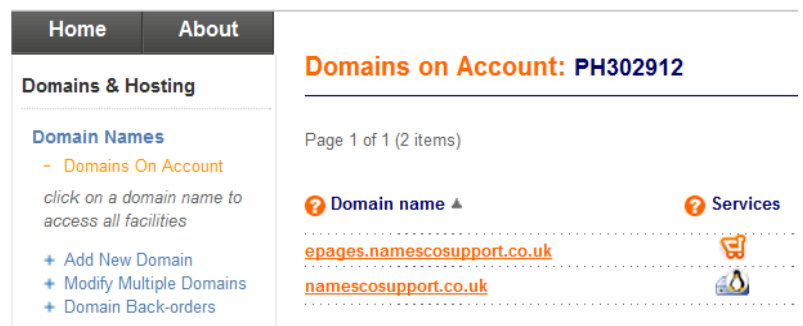 Home About
Domains & Hosting
Domain Names
- Domains On Account
click on a domain name to
access all facilities
+ Add New Domain
+ Modify Multiple Domains
+ Domain Back-orders
Domains on Account: PH302912
Page 1 of 1 (2 items)
? Domain name ▲ ? Services
epages.namescosupport.co.uk
namescosupport.co.uk